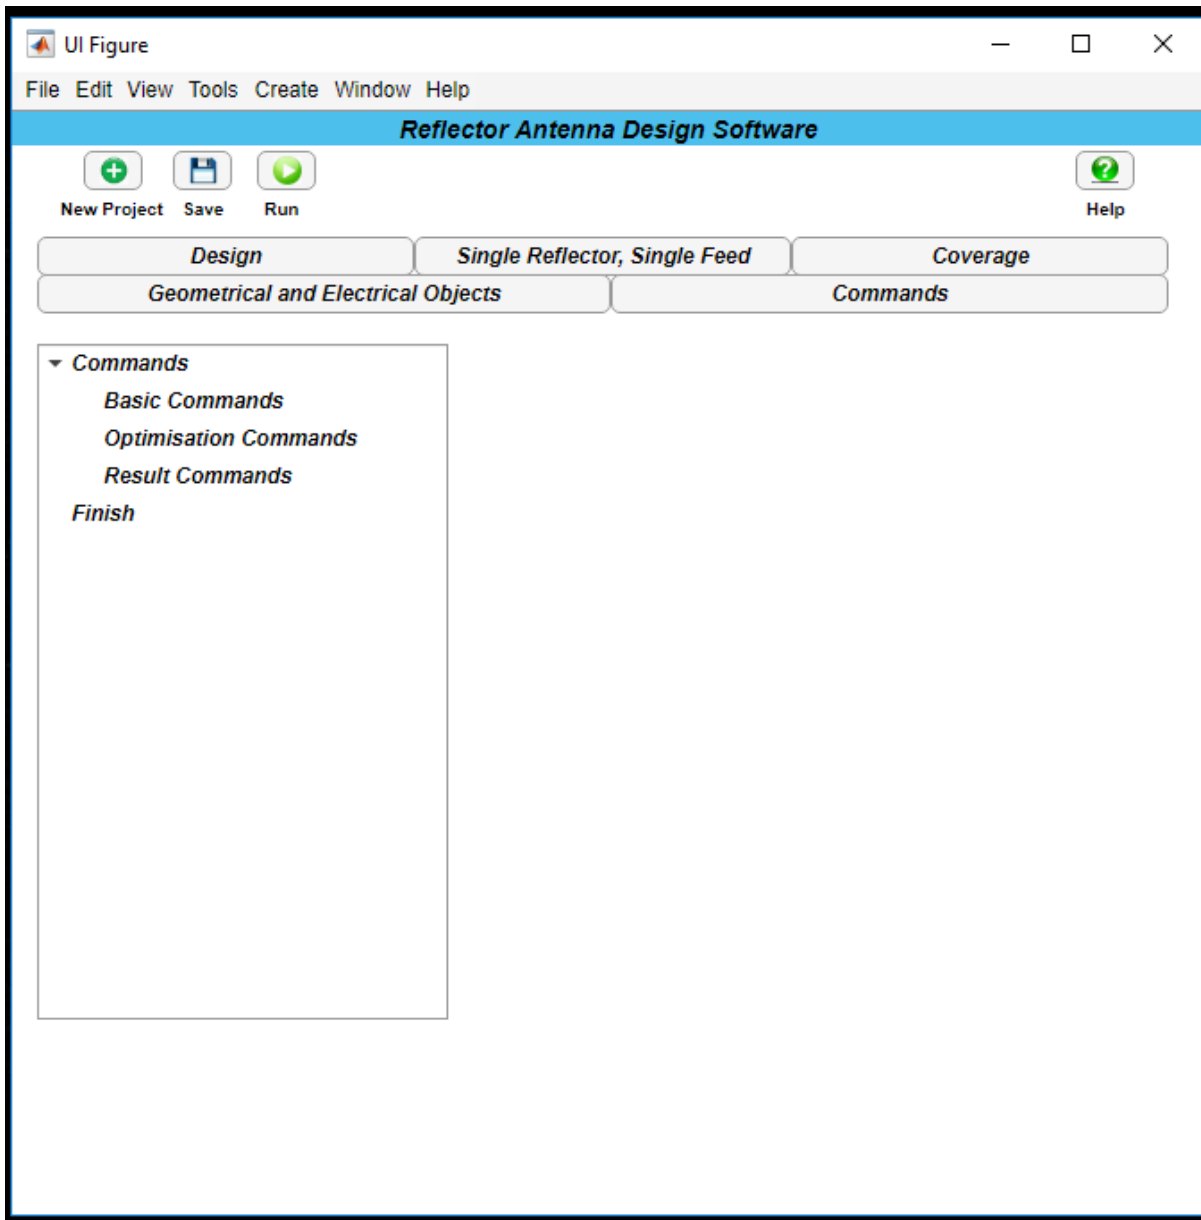 UI Figure
File Edit View Tools Create Window Help
Reflector Antenna Design Software
New Project Save Run Help
Design Single Reflector, Single Feed Coverage
Geometrical and Electrical Objects Commands
Commands
Basic Commands
Optimisation Commands
Result Commands
Finish